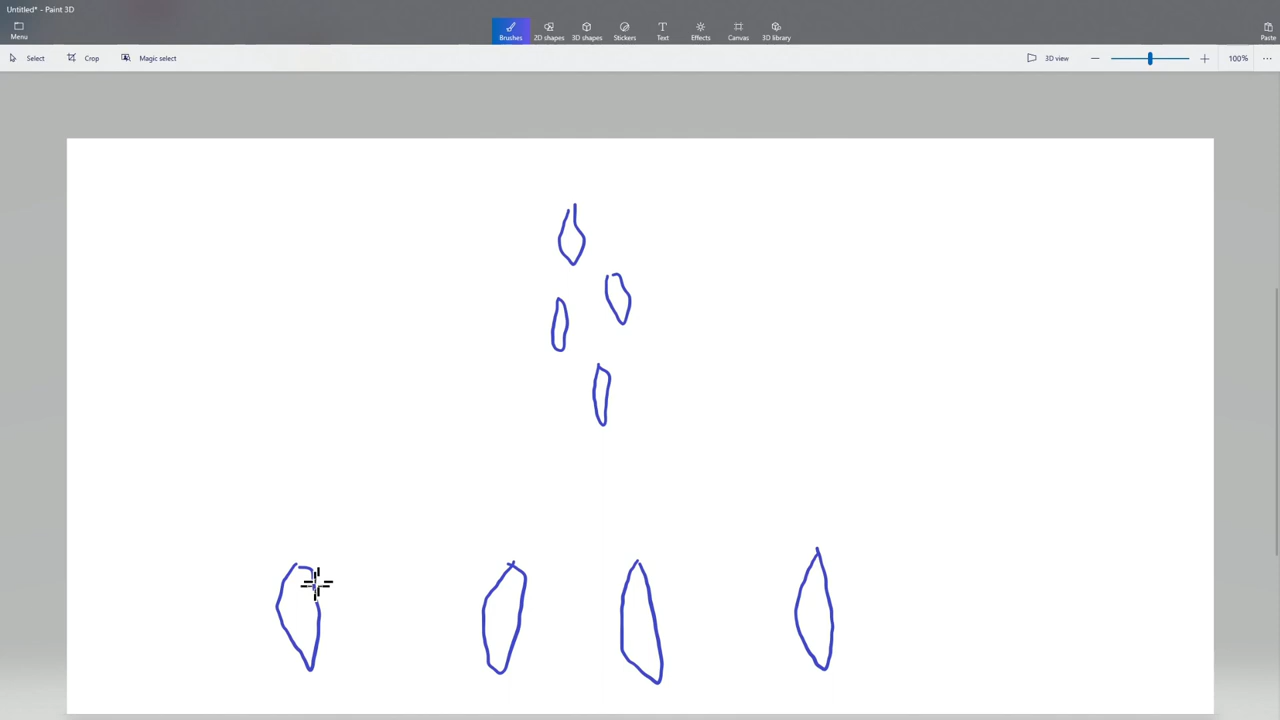 Untitled* - Paint 3D
Menu
Brushes 2D shapes 3D shapes Stickers Text Effects Canvas 3D library Paste
Select Crop Magic select 3D view 100%